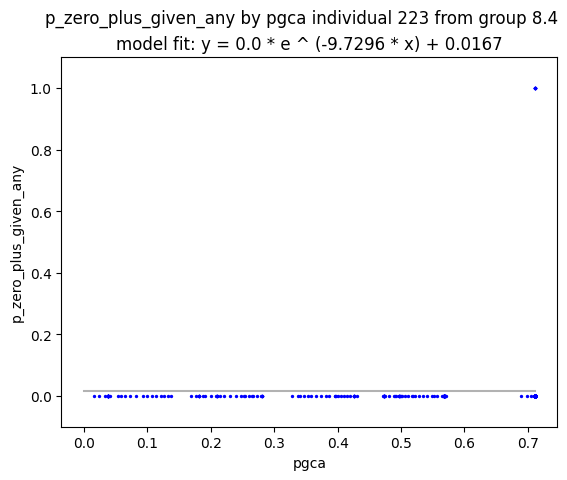 p_zero_plus_given_any by pgca individual 223 from group 8.4
model fit: y = 0.0 * e ^ (-9.7296 * x) + 0.0167
1.0
0.8
0.6
0.4
0.2
0.0
p_zero_plus_given_any
0.0 0.1 0.2 0.3 0.4 0.5 0.6 0.7
pgca